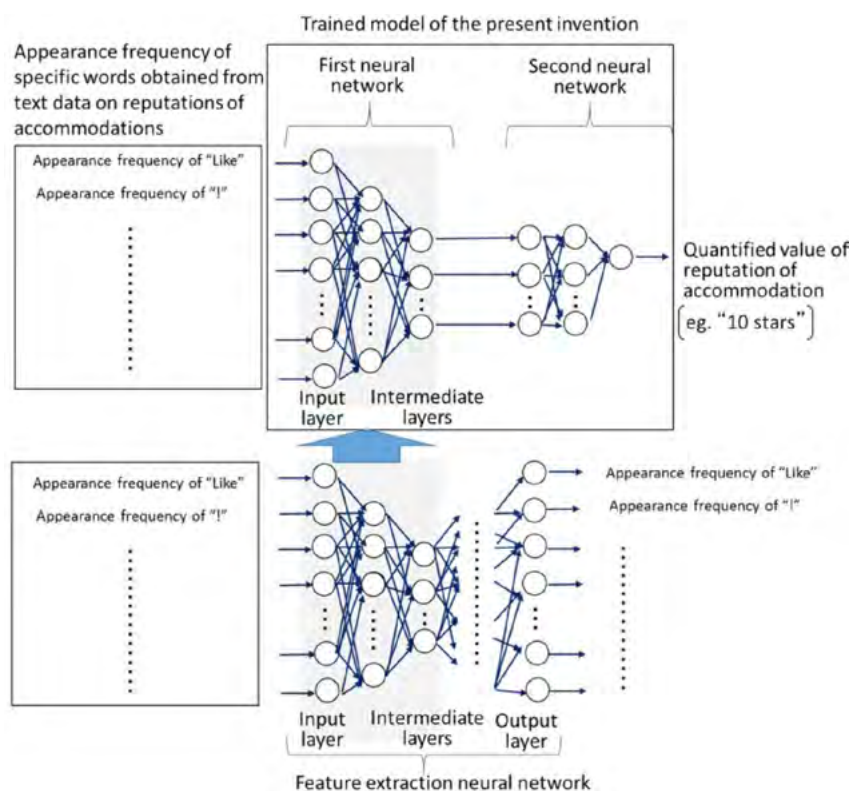 Trained model of the present invention
Appearance frequency of
specific words obtained from
text data on reputations of
accommodations
First neural
network
Second neural
network
Appearance frequency of "Like"
Appearance frequency of "!"
Quantified value of
reputation of
accommodation
eg. "10 stars"
Input
layer
Intermediate
layers
Appearance frequency of "Like"
Appearance frequency of "!"
Appearance frequency of "Like"
Appearance frequency of "!"
Input
layer
Intermediate
layers
Output
layer
Feature extraction neural network